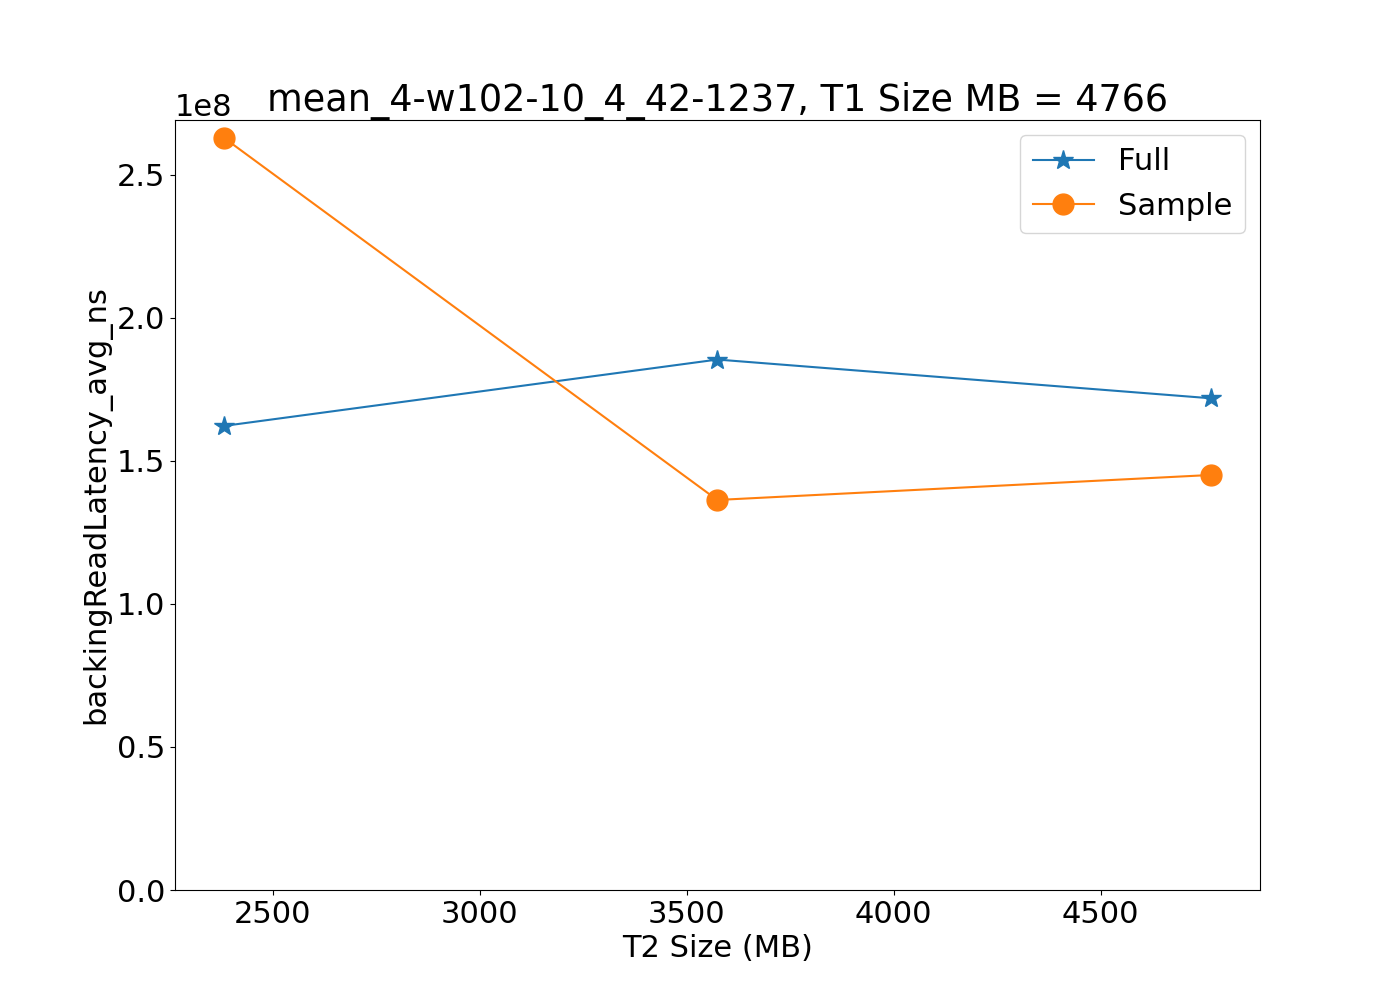 mean_4-w102-10_4_42-1237, T1 Size MB = 4766
1e8
Full
Sample
2.5
2.0
1.5
1.0
0.5
0.0
backingReadLatency_avg_ns
2500 3000 3500 4000 4500
T2 Size (MB)